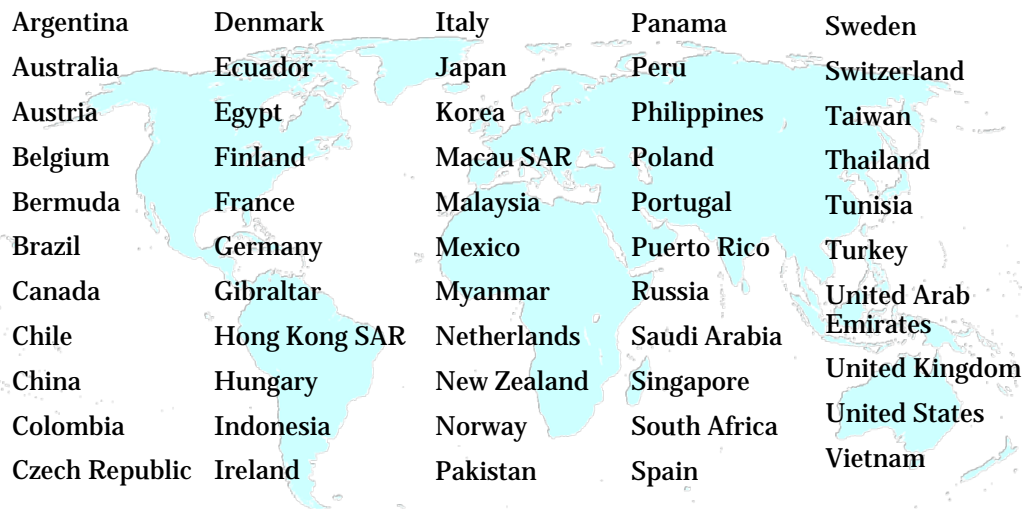 Argentina
Australia
Austria
Belgium
Bermuda
Brazil
Canada
Chile
China
Colombia
Czech Republic
Denmark
Ecuador
Egypt
Finland
France
Germany
Gibraltar
Hong Kong SAR
Hungary
Indonesia
Ireland
Italy
Japan
Korea
Macau SAR
Malaysia
Mexico
Myanmar
Netherlands
New Zealand
Norway
Pakistan
Panama
Peru
Philippines
Poland
Portugal
Puerto Rico
Russia
Saudi Arabia
Singapore
South Africa
Spain
Sweden
Switzerland
Taiwan
Thailand
Tunisia
Turkey
United Arab
Emirates
United Kingdom
United States
Vietnam